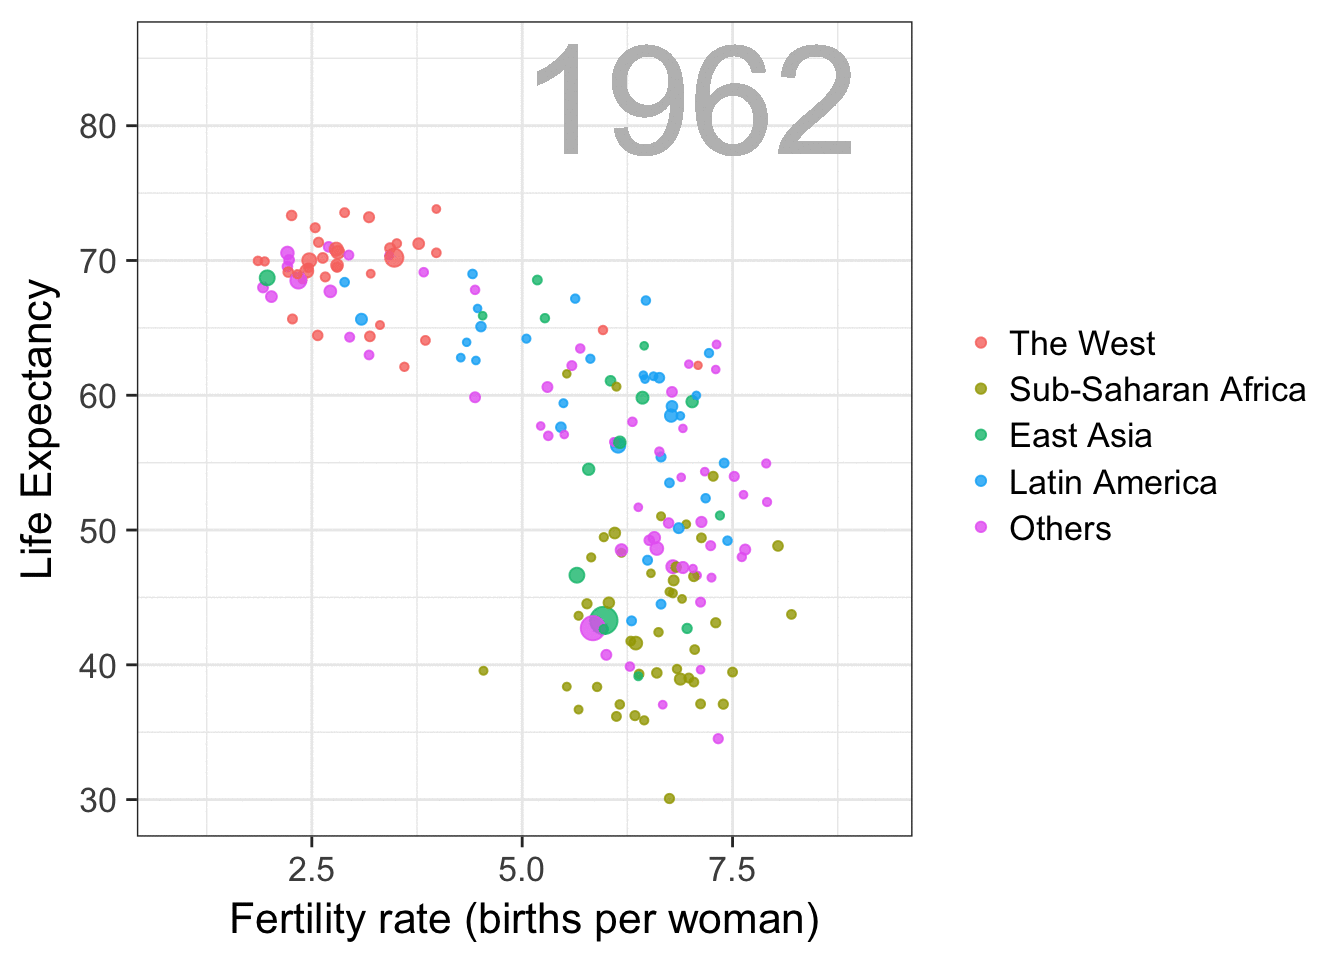 1962
80
70
60
50
40
30
Life Expectancy
2.5 5.0 7.5
Fertility rate (births per woman)
The West
Sub-Saharan Africa
East Asia
Latin America
Others